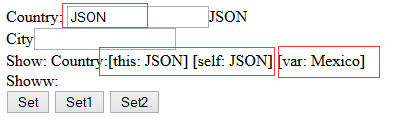 Country: JSON JSON
City
Show: Country:[this: JSON] [self: JSON] [var: Mexico]
Showw:
Set Set1 Set2